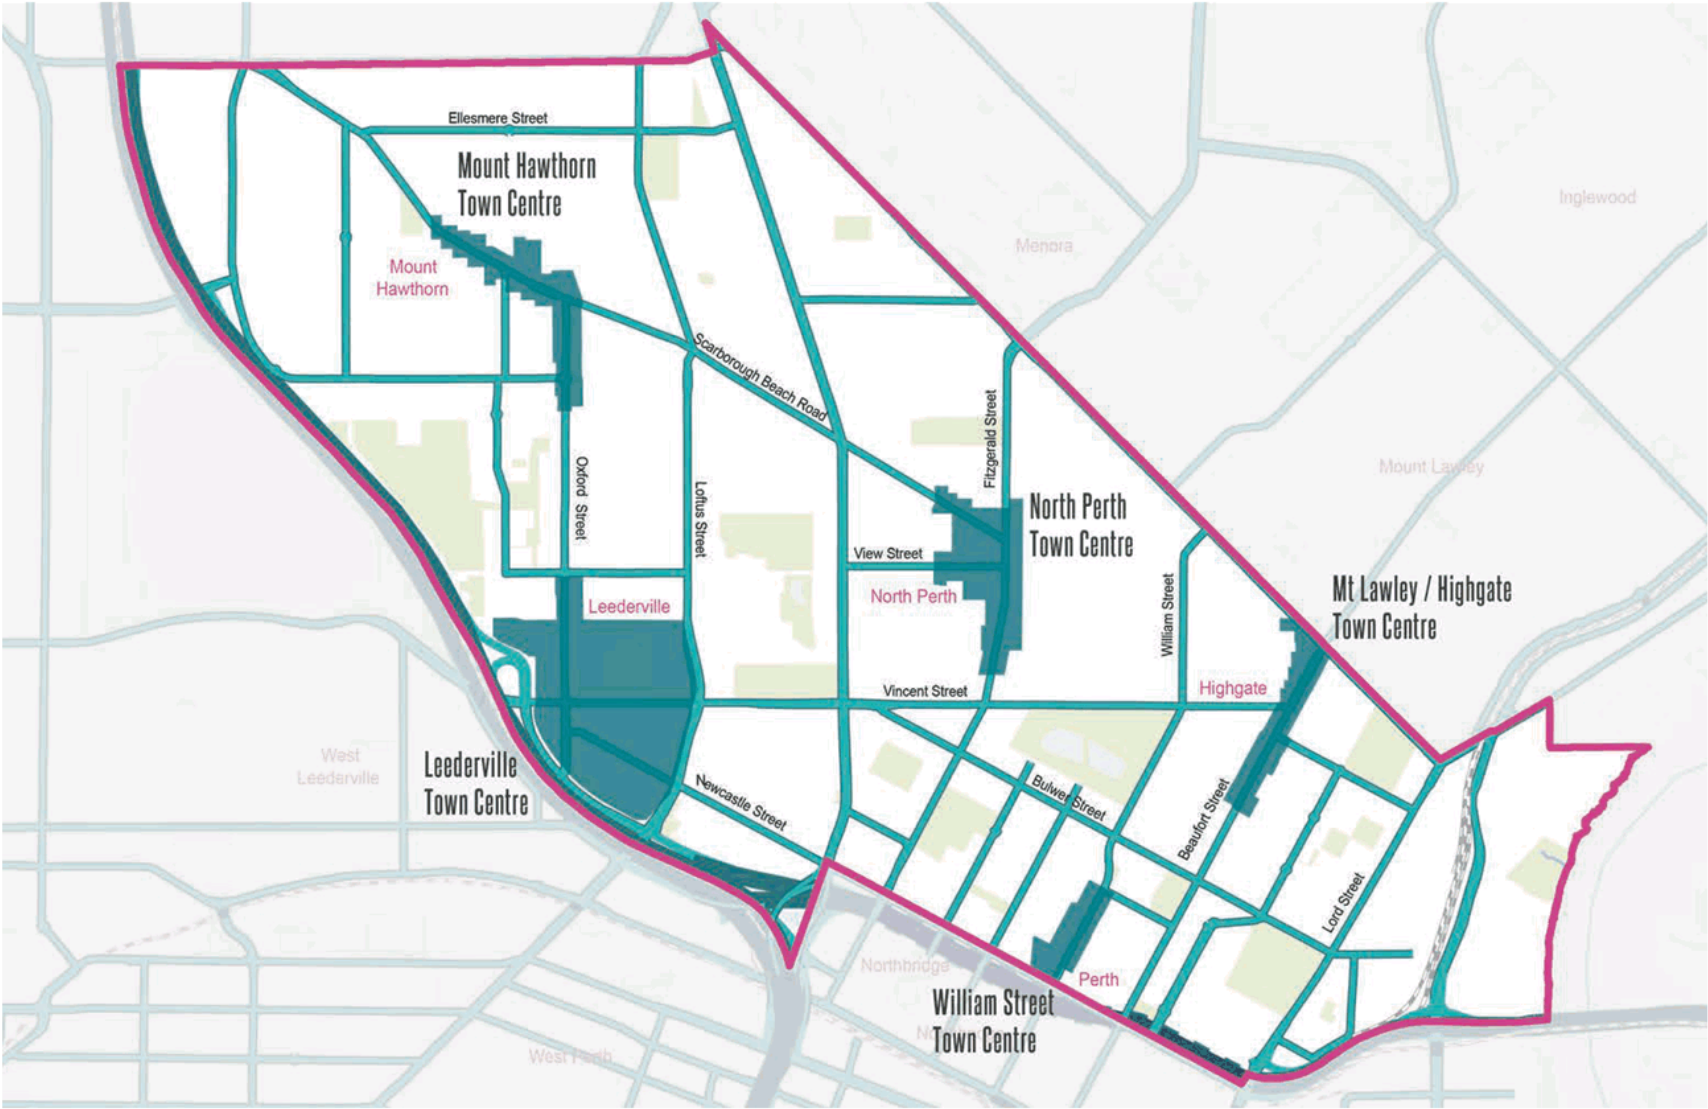 Ellesmere Street
Mount Hawthorn
Town Centre
Inglewood
Menora
Mount
Hawthorn
Scarborough Beach Road
Fitzgerald Street
Mount Lawley
Oxford Street
Loftus Street
North Perth
Town Centre
View Street
North Perth
Leederville
William Street
Mt Lawley / Highgate
Town Centre
Vincent Street
Highgate
West
Leederville
Leederville
Town Centre
Newcastle Street
Bulwer Street
Beaufort Street
Lord Street
Northbridge
Perth
William Street
Town Centre
West Perth